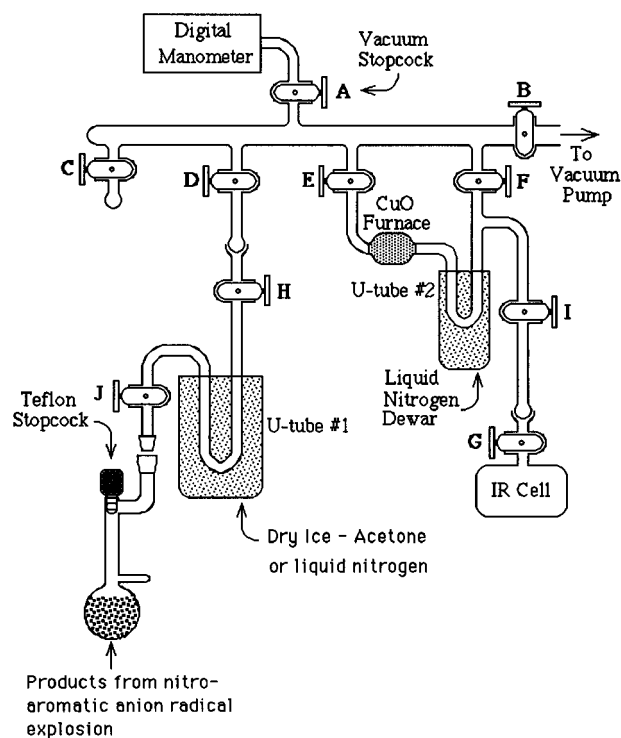 Digital
Manometer
Vacuum
Stopcock
A
B
To
Vacuum
Pump
C
D
E
F
CuO
Furnace
H
U-tube #2
I
J
Teflon
Stopcock
U-tube #1
Liquid
Nitrogen
Dewar
G
IR Cell
Dry Ice - Acetone
or liquid nitrogen
Products from nitro-
aromatic anion radical
explosion